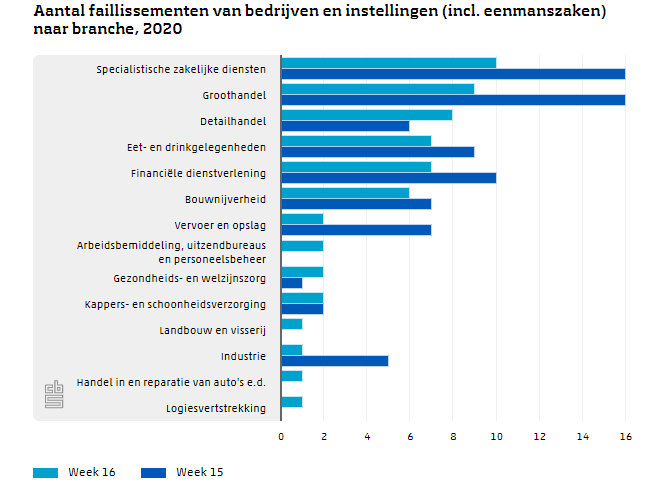 Aantal faillissementen van bedrijven en instellingen (incl. eenmanszaken)
naar branche, 2020
Specialistische zakelijke diensten
Groothandel
Detailhandel
Eet- en drinkgelegenheden
Financiële dienstverlening
Bouwnijverheid
Vervoer en opslag
Arbeidsbemiddeling, uitzendbureaus
en personeelsbeheer
Gezondheids- en welzijnszorg
Kappers- en schoonheidsverzorging
Landbouw en visserij
Industrie
Handel in en reparatie van auto's e.d.
Logiesvertstrekking
cbs
0 2 4 6 8 10 12 14 16
Week 16 Week 15